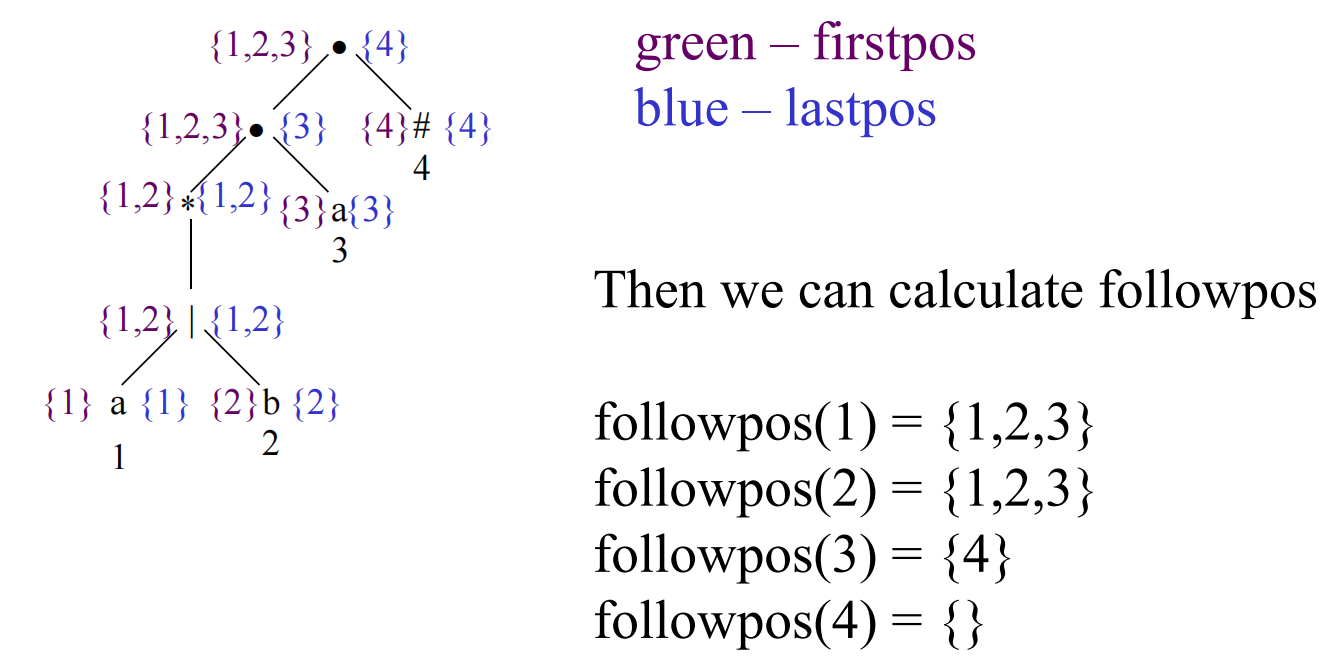 {1,2,3} • {4}
{1,2,3} • {3} {4} # {4}
4
{1,2} * {1,2} {3} a {3}
3
{1,2} | {1,2}
{1} a {1} {2} b {2}
1 2
green – firstpos
blue – lastpos
Then we can calculate followpos
followpos(1) = {1,2,3}
followpos(2) = {1,2,3}
followpos(3) = {4}
followpos(4) = {}